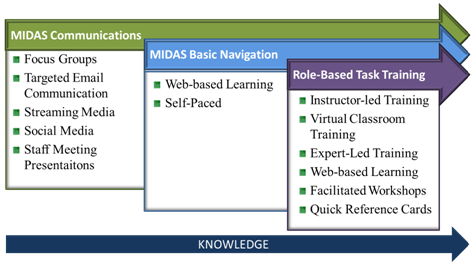 MIDAS Communications
Focus Groups
Targeted Email
Communication
Streaming Media
Social Media
Staff Meeting
Presentaitons
MIDAS Basic Navigation
Web-based Learning
Self-Paced
Role-Based Task Training
Instructor-led Training
Virtual Classroom
Training
Expert-Led Training
Web-based Learning
Facilitated Workshops
Quick Reference Cards
KNOWLEDGE